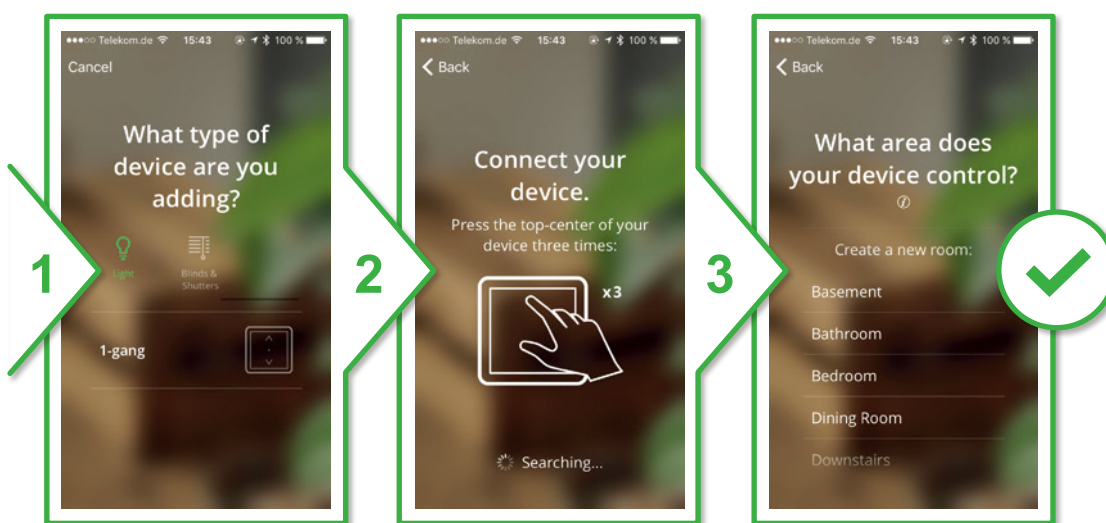 1
Telekom.de 15:43 100 %
Cancel
What type of
device are you
adding?
Light
Blinds &
Shutters
1-gang
2
Telekom.de 15:43 100 %
Back
Connect your
device.
Press the top-center of your
device three times:
x3
Searching...
3
Telekom.de 15:43 100 %
Back
What area does
your device control?
i
Create a new room:
Basement
Bathroom
Bedroom
Dining Room
Downstairs